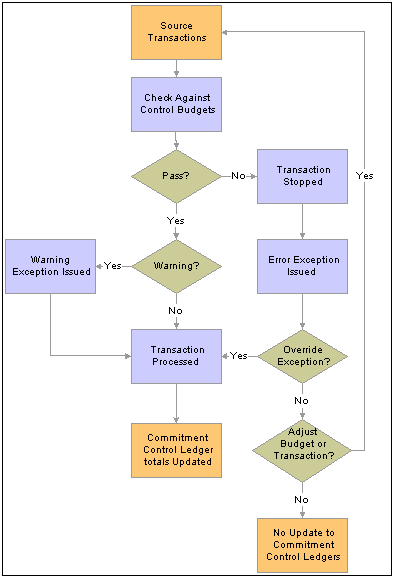 Source
Transactions
Check Against
Control Budgets
Pass?
No
Transaction
Stopped
Yes
Yes
Warning
Exception Issued
Yes
Warning?
Error Exception
Issued
No
Transaction
Processed
Yes
Override
Exception?
No
Commitment
Control Ledger
totals Updated
Adjust
Budget or
Transaction?
No
No Update to
Commitment
Control Ledgers